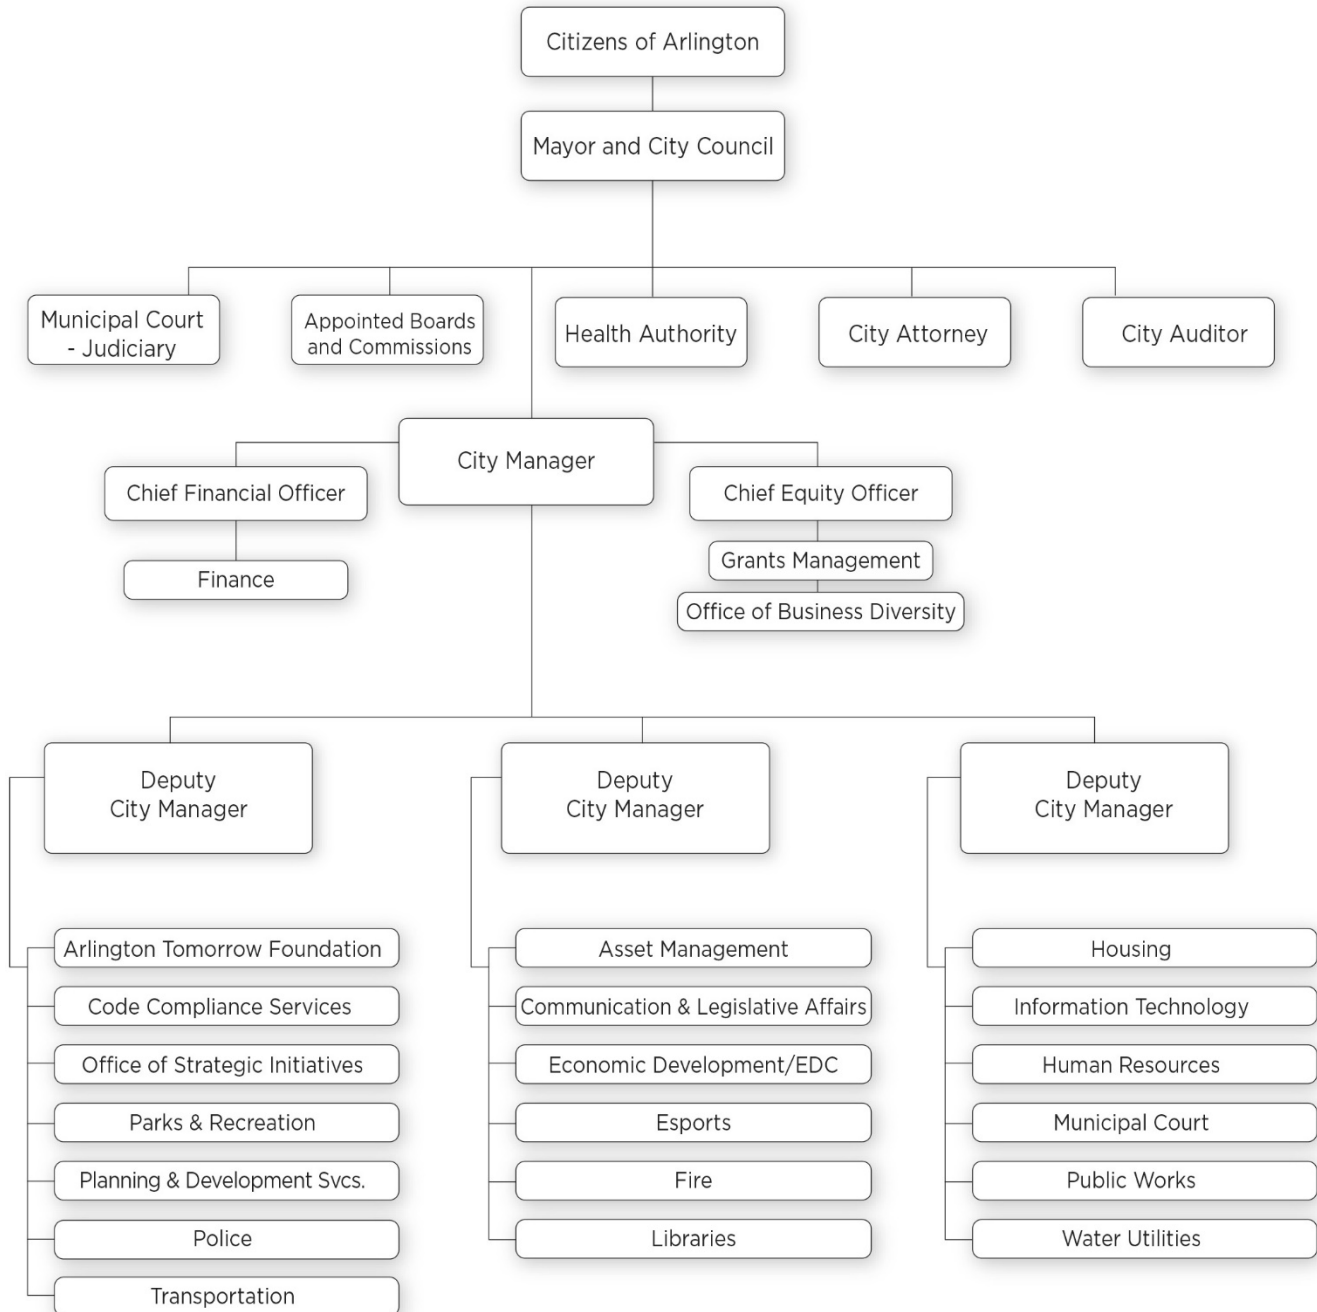 Citizens of Arlington
Mayor and City Council
Municipal Court
- Judiciary
Appointed Boards
and Commissions
Health Authority
City Attorney
City Auditor
City Manager
Chief Financial Officer
Chief Equity Officer
Finance
Grants Management
Office of Business Diversity
Deputy
City Manager
Deputy
City Manager
Deputy
City Manager
Arlington Tomorrow Foundation
Code Compliance Services
Office of Strategic Initiatives
Parks & Recreation
Planning & Development Svcs.
Police
Transportation
Asset Management
Communication & Legislative Affairs
Economic Development/EDC
Esports
Fire
Libraries
Housing
Information Technology
Human Resources
Municipal Court
Public Works
Water Utilities